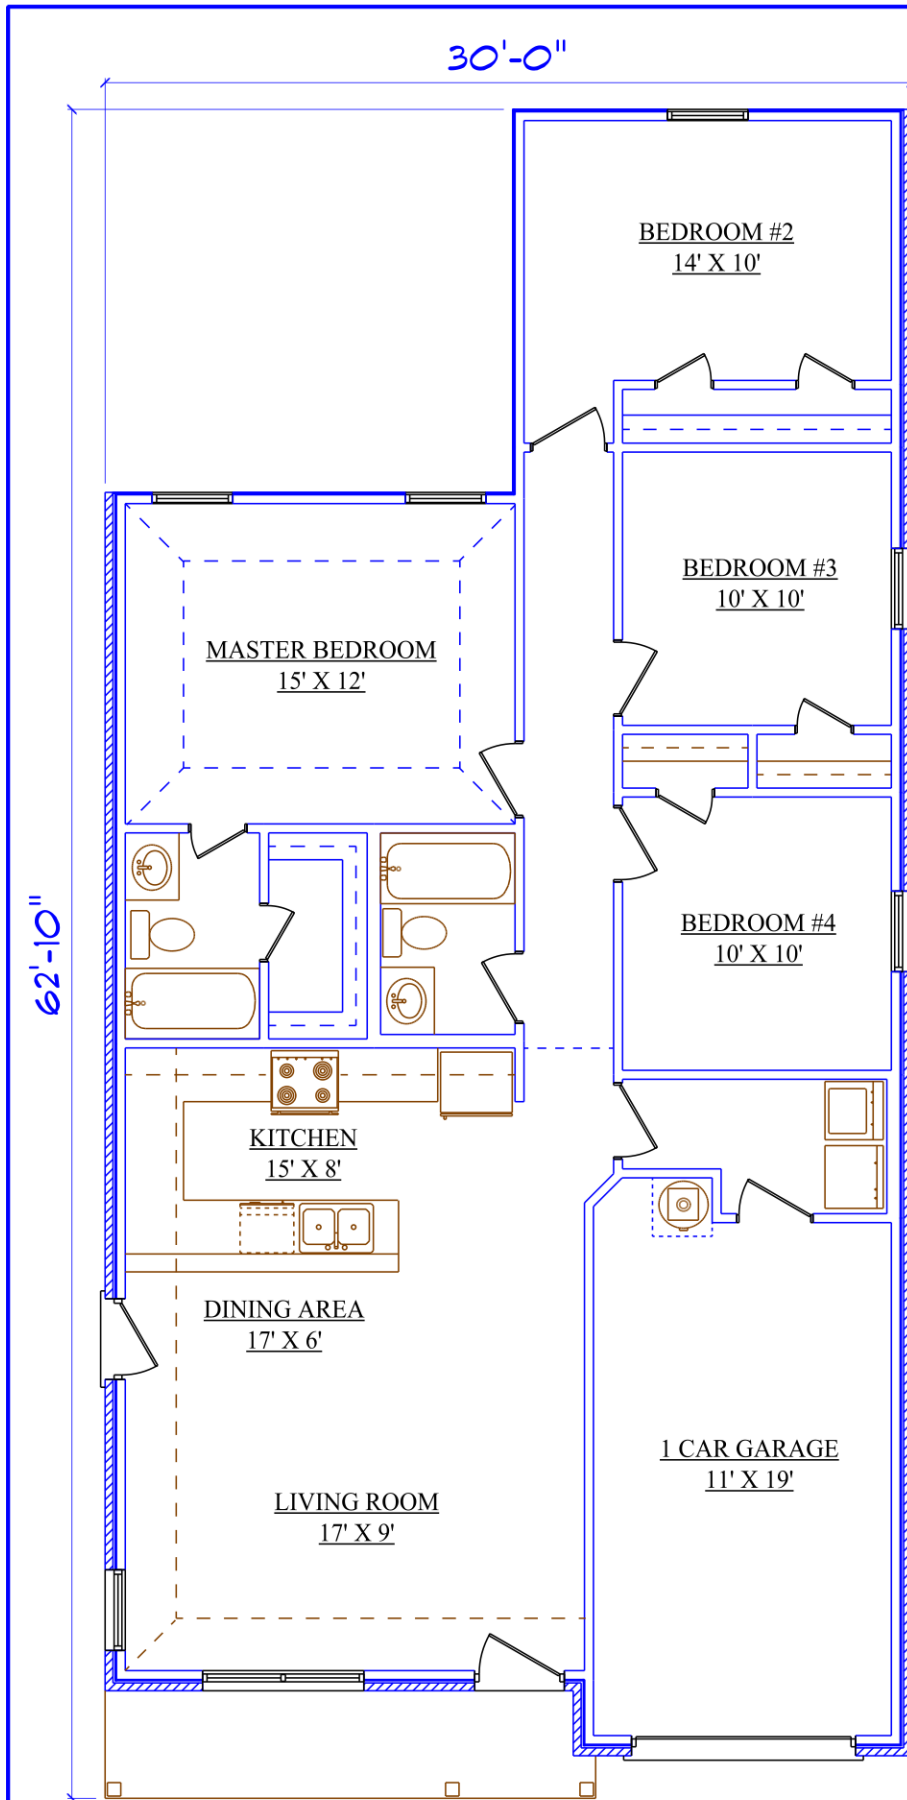 30'-0"
BEDROOM #2
14' X 10'
BEDROOM #3
10' X 10'
MASTER BEDROOM
15' X 12'
62'-10"
BEDROOM #4
10' X 10'
KITCHEN
15' X 8'
DINING AREA
17' X 6'
1 CAR GARAGE
11' X 19'
LIVING ROOM
17' X 9'